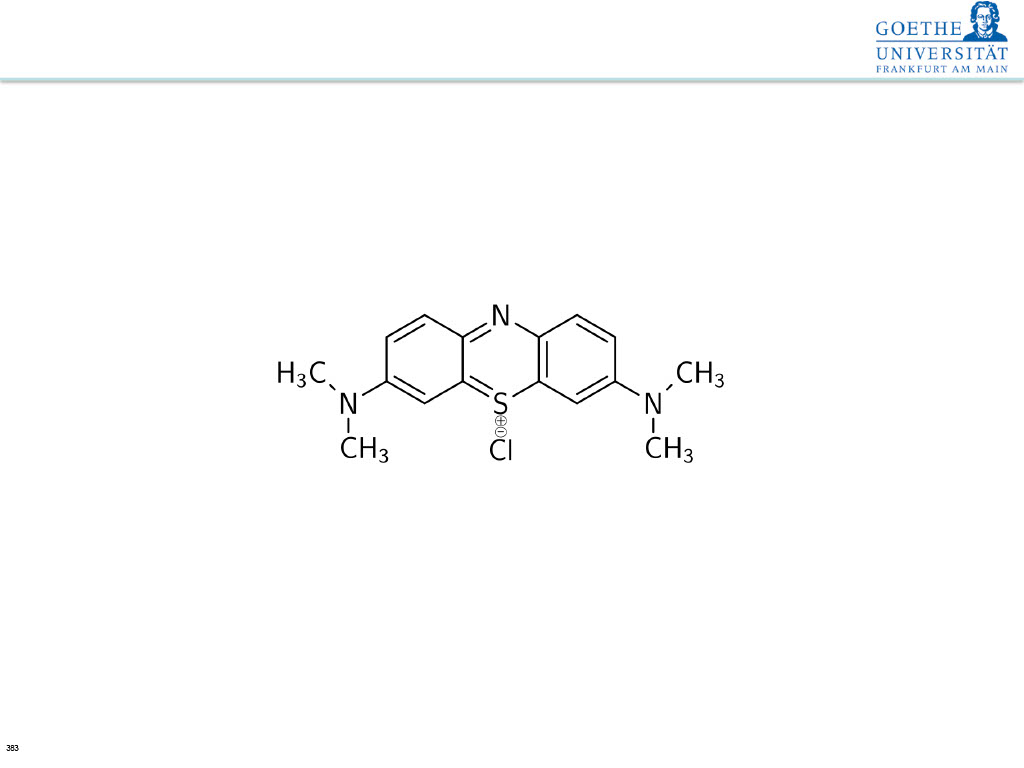 GOETHE
UNIVERSITÄT
FRANKFURT AM MAIN
N
H₃C CH₃
N S N
⊕
⊖
CH₃ Cl CH₃
383